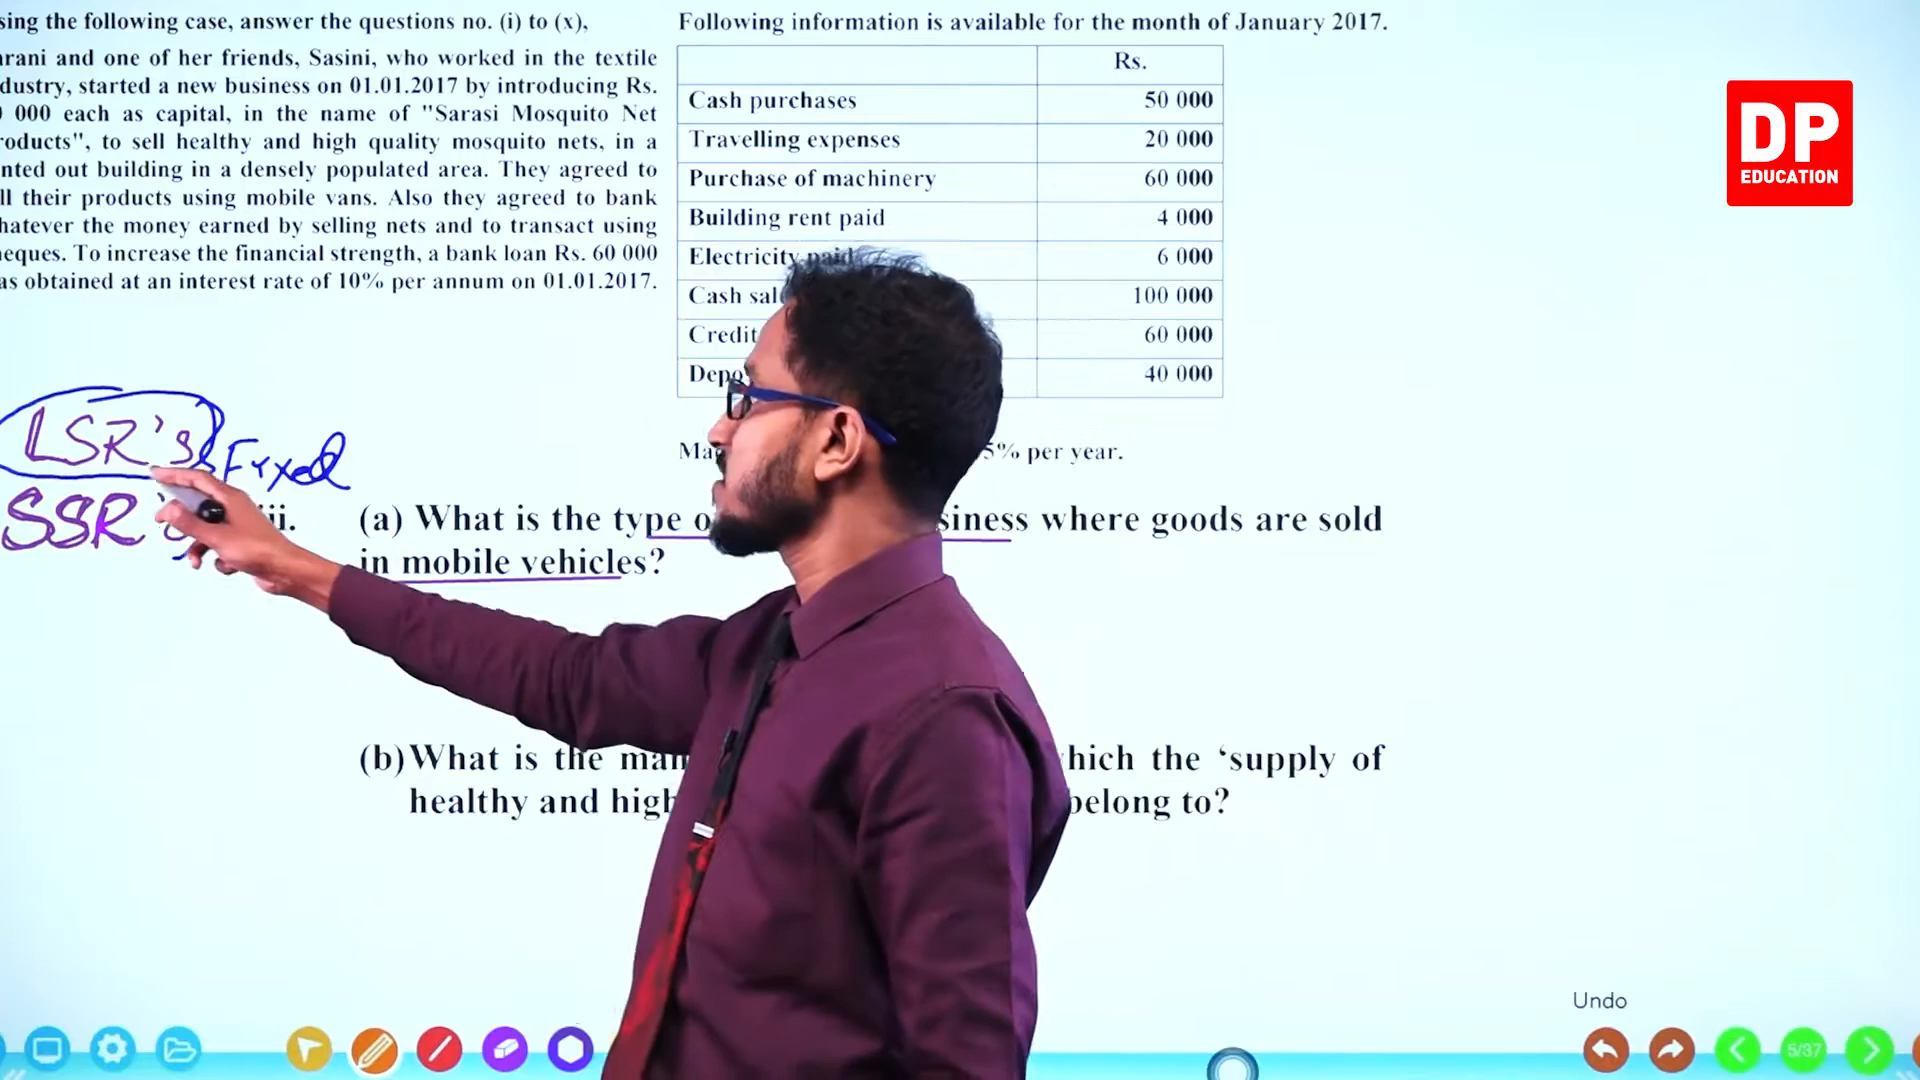 sing the following case, answer the questions no. (i) to (x),
arani and one of her friends, Sasini, who worked in the textile
dustry, started a new business on 01.01.2017 by introducing Rs.
0 000 each as capital, in the name of "Sarasi Mosquito Net
roducts", to sell healthy and high quality mosquito nets, in a
nted out building in a densely populated area. They agreed to
ll their products using mobile vans. Also they agreed to bank
hatever the money earned by selling nets and to transact using
heques. To increase the financial strength, a bank loan Rs. 60 000
as obtained at an interest rate of 10% per annum on 01.01.2017.
Following information is available for the month of January 2017.
Rs.
Cash purchases 50 000
Travelling expenses 20 000
Purchase of machinery 60 000
Building rent paid 4 000
Electricity paid 6 000
Cash sal 100 000
Credit 60 000
Depo 40 000
Ma 5% per year.
DP
EDUCATION
LSR's Fixed
SSR's
iii. (a) What is the type o siness where goods are sold
in mobile vehicles?
(b) What is the man hich the ‘supply of
healthy and high belong to?
Undo
5/37